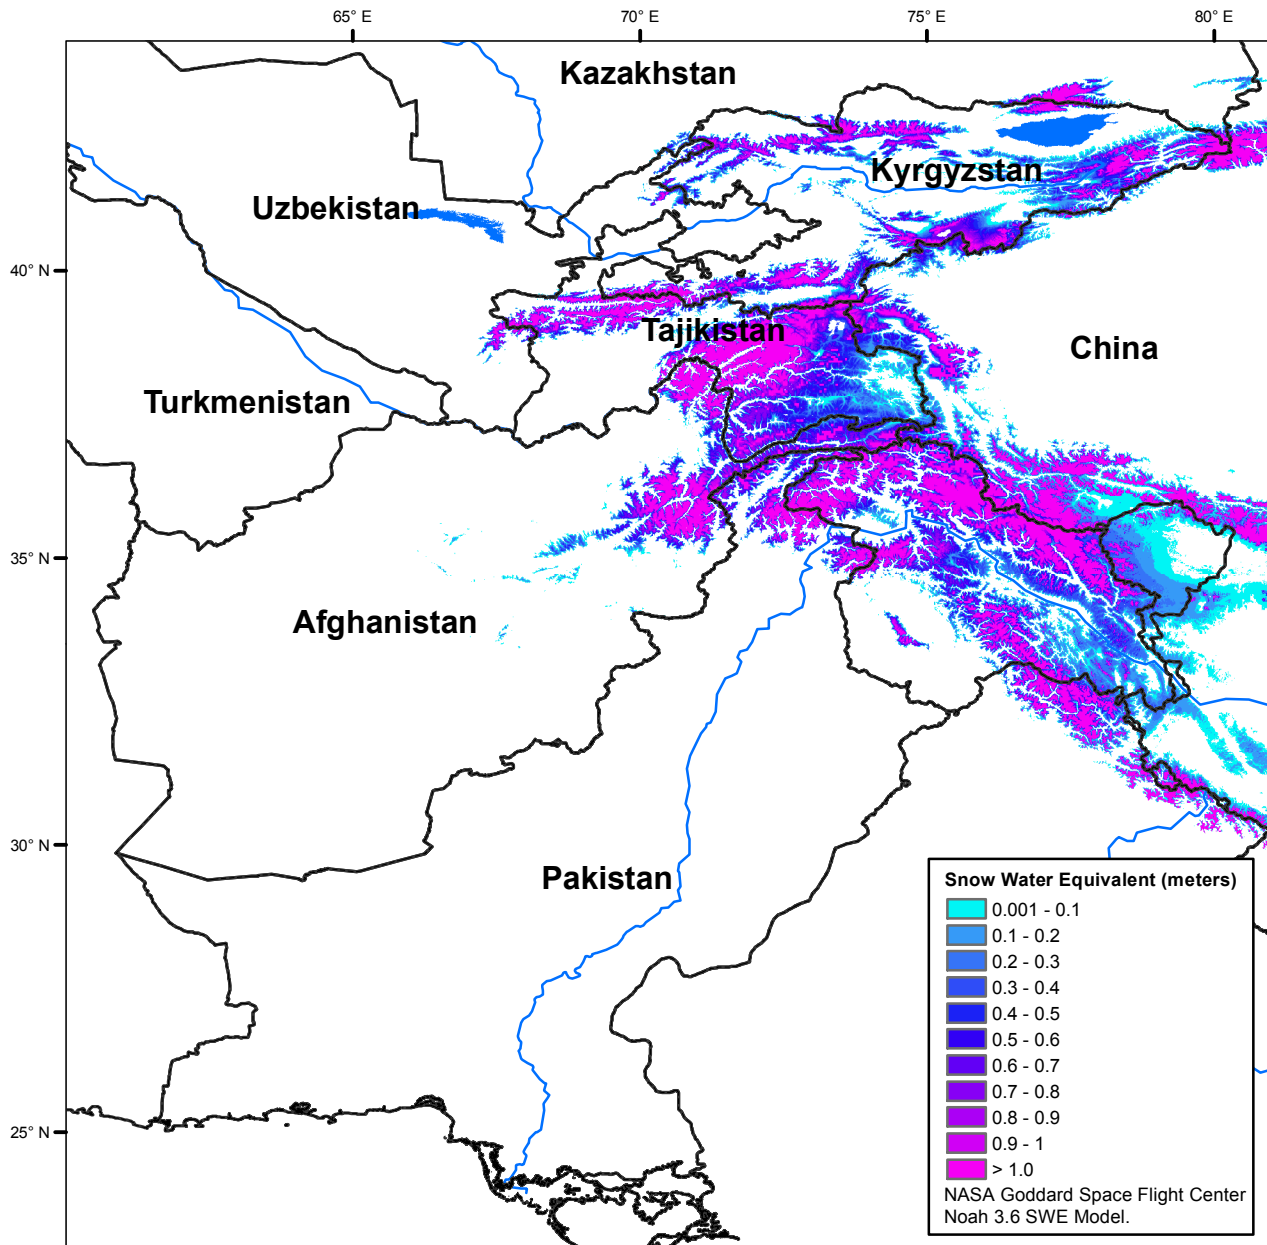 65° E
70° E
75° E
80° E
Kazakhstan
Kyrgyzstan
Uzbekistan
40° N
Tajikistan
China
Turkmenistan
35° N
Afghanistan
30° N
Pakistan
25° N
Snow Water Equivalent (meters)
0.001 - 0.1
0.1 - 0.2
0.2 - 0.3
0.3 - 0.4
0.4 - 0.5
0.5 - 0.6
0.6 - 0.7
0.7 - 0.8
0.8 - 0.9
0.9 - 1
> 1.0
NASA Goddard Space Flight Center
Noah 3.6 SWE Model.